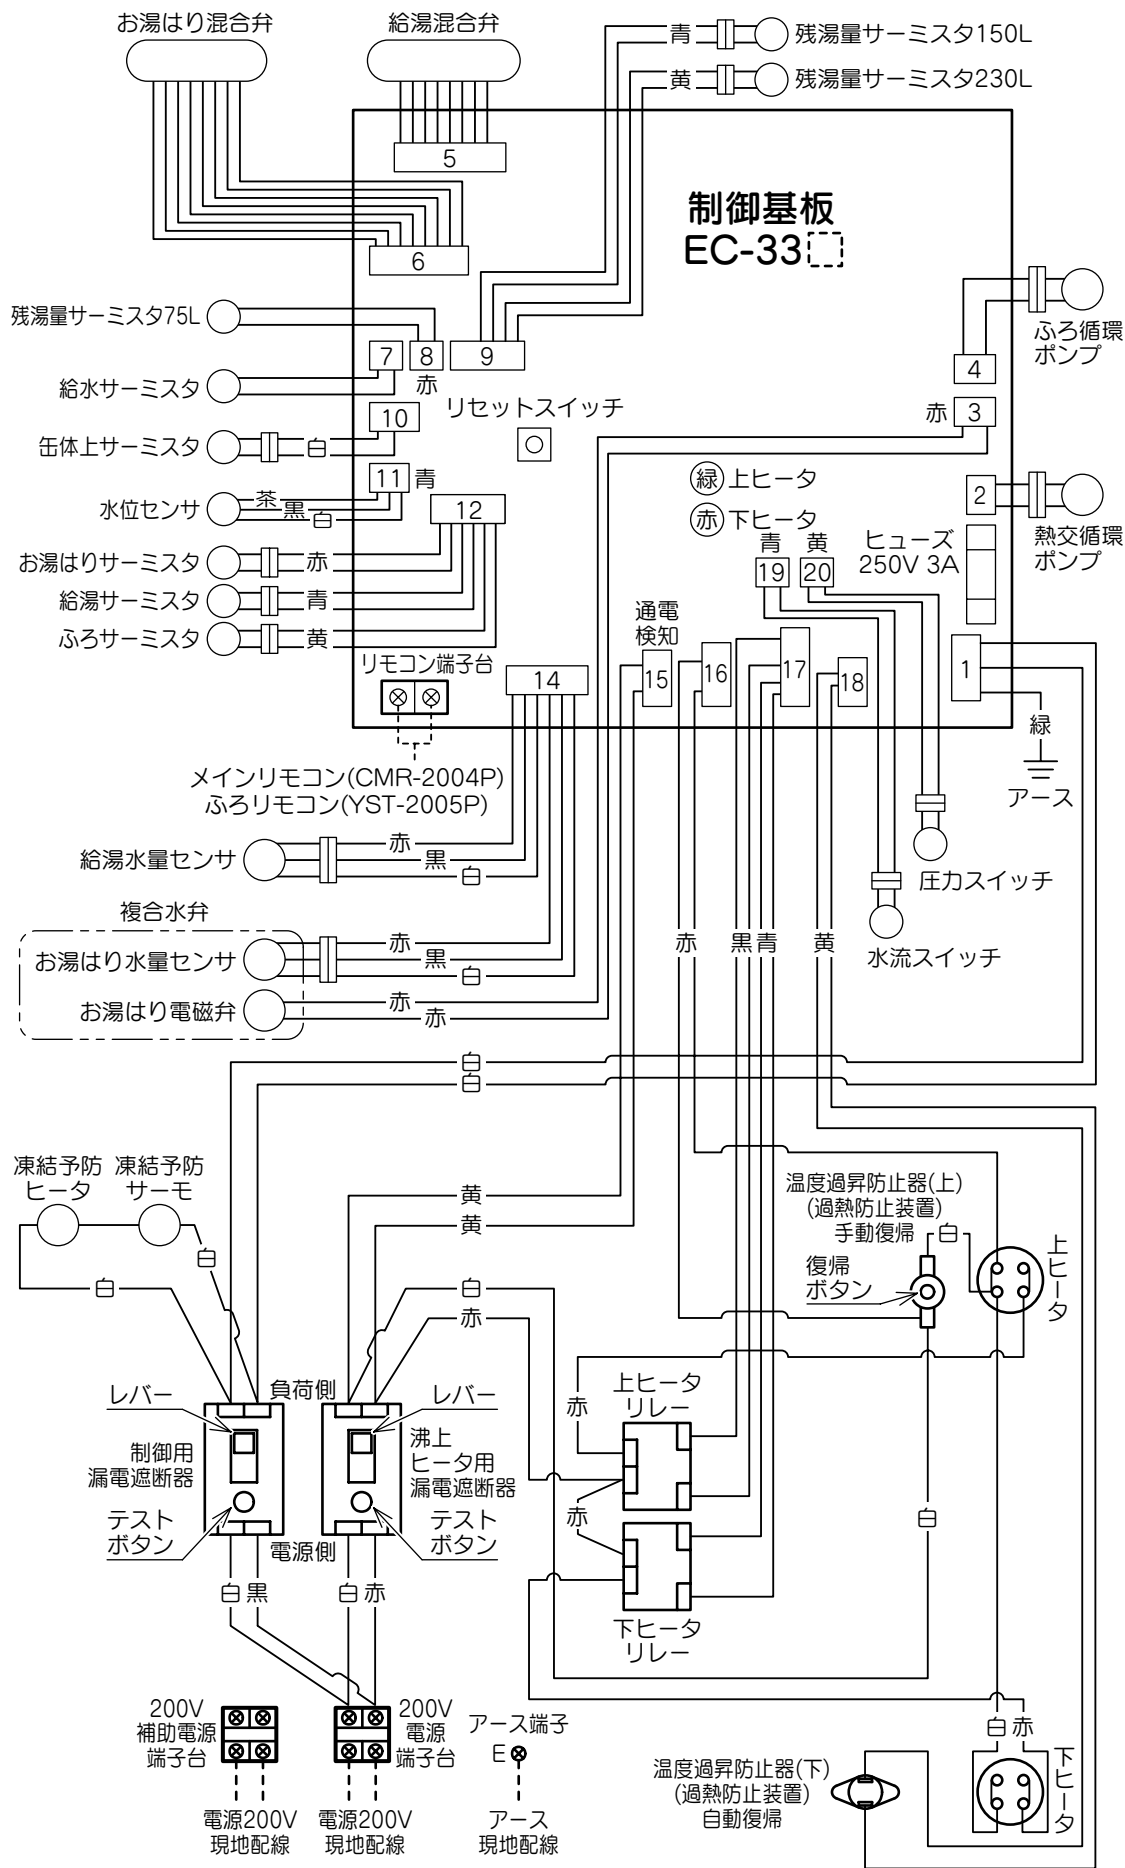 お湯はり混合弁
給湯混合弁
青
残湯量サーミスタ150L
黄
残湯量サーミスタ230L
5
制御基板
EC-33
6
残湯量サーミスタ75L
7
8
赤
9
ふろ循環
ポンプ
4
給水サーミスタ
リセットスイッチ
10
赤
3
缶体上サーミスタ
白
11
青
緑
上ヒータ
水位センサ
茶
黒
白
12
赤
下ヒータ
2
熱交循環
ポンプ
ヒューズ
250V 3A
青
黄
19
20
お湯はりサーミスタ
赤
給湯サーミスタ
青
ふろサーミスタ
黄
通電
検知
15
16
17
18
1
リモコン端子台
14
緑
アース
メインリモコン(CMR-2004P)
ふろリモコン(YST-2005P)
給湯水量センサ
赤
黒
白
圧力スイッチ
複合水弁
お湯はり水量センサ
赤
黒
白
赤
黒
青
黄
水流スイッチ
お湯はり電磁弁
赤
赤
白
白
凍結予防
ヒータ
凍結予防
サーモ
黄
黄
白
白
白
赤
温度過昇防止器(上)
(過熱防止装置)
手動復帰
白
復帰
ボタン
上ヒータ
負荷側
レバー
レバー
制御用
漏電遮断器
沸上
ヒータ用
漏電遮断器
テスト
ボタン
テスト
ボタン
電源側
赤
上ヒータ
リレー
赤
白
下ヒータ
リレー
白
黒
白
赤
200V
補助電源
端子台
200V
電源
端子台
アース端子
E
電源200V
現地配線
電源200V
現地配線
アース
現地配線
温度過昇防止器(下)
(過熱防止装置)
自動復帰
白
赤
下ヒータ